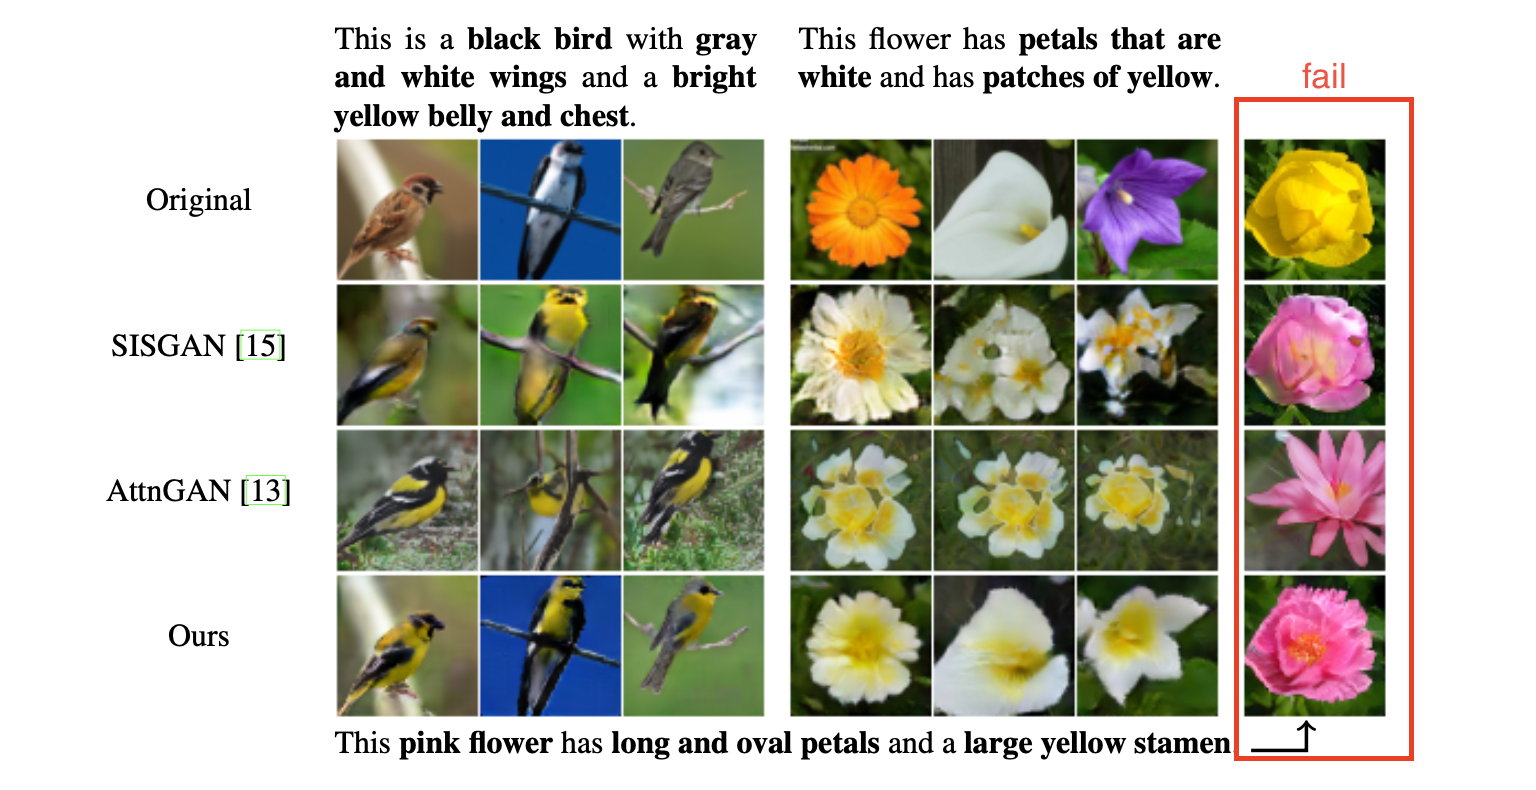 This is a black bird with gray
and white wings and a bright
yellow belly and chest.
This flower has petals that are
white and has patches of yellow.
fail
Original
SISGAN [15]
AttnGAN [13]
Ours
This pink flower has long and oval petals and a large yellow stamen.